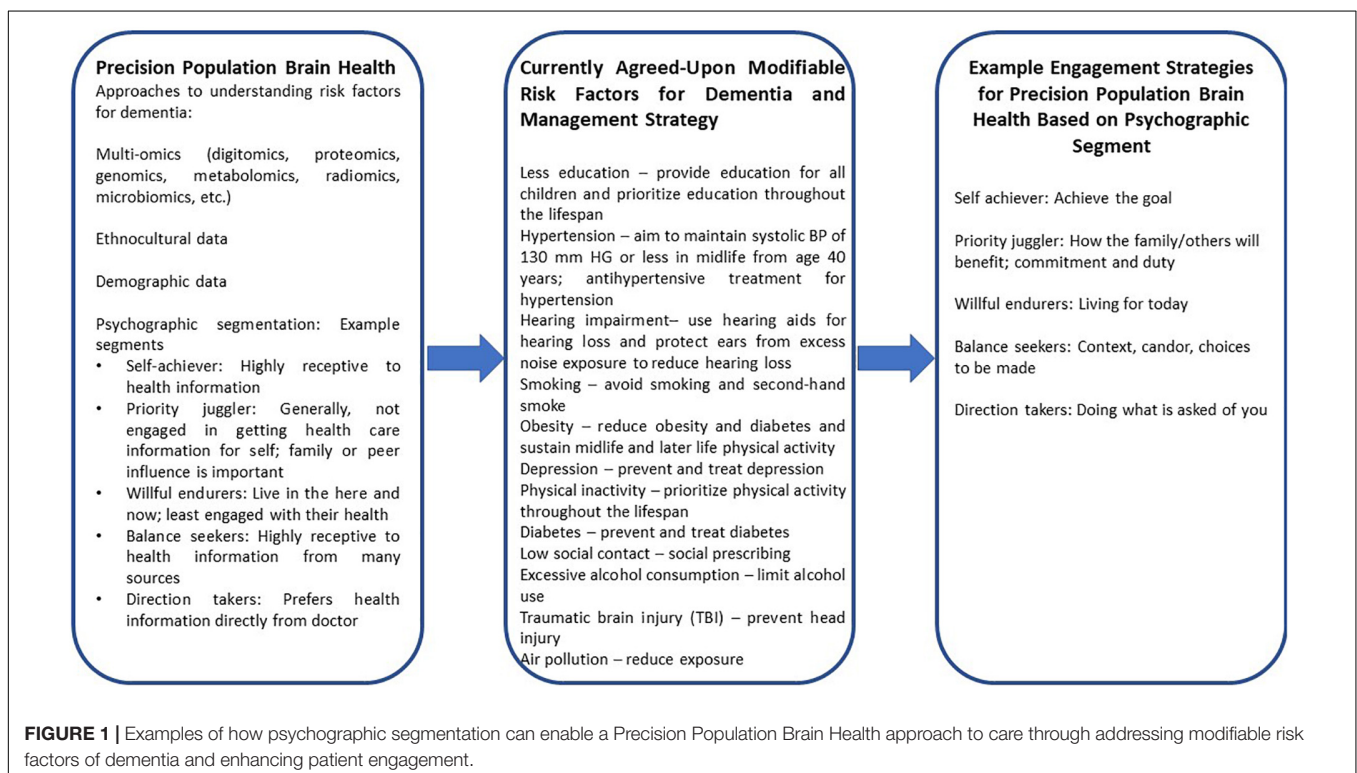 Precision Population Brain Health
Approaches to understanding risk factors
for dementia:
Multi-omics (digitomics, proteomics,
genomics, metabolomics, radiomics,
microbiomics, etc.)
Ethnocultural data
Demographic data
Psychographic segmentation: Example
segments
• Self-achiever: Highly receptive to
health information
• Priority juggler: Generally, not
engaged in getting health care
information for self; family or peer
influence is important
• Willful endurers: Live in the here and
now; least engaged with their health
• Balance seekers: Highly receptive to
health information from many
sources
• Direction takers: Prefers health
information directly from doctor
Currently Agreed-Upon Modifiable
Risk Factors for Dementia and
Management Strategy
Less education – provide education for all
children and prioritize education throughout
the lifespan
Hypertension – aim to maintain systolic BP of
130 mm HG or less in midlife from age 40
years; antihypertensive treatment for
hypertension
Hearing impairment– use hearing aids for
hearing loss and protect ears from excess
noise exposure to reduce hearing loss
Smoking – avoid smoking and second-hand
smoke
Obesity – reduce obesity and diabetes and
sustain midlife and later life physical activity
Depression – prevent and treat depression
Physical inactivity – prioritize physical activity
throughout the lifespan
Diabetes – prevent and treat diabetes
Low social contact – social prescribing
Excessive alcohol consumption – limit alcohol
use
Traumatic brain injury (TBI) – prevent head
injury
Air pollution – reduce exposure
Example Engagement Strategies
for Precision Population Brain
Health Based on Psychographic
Segment
Self achiever: Achieve the goal
Priority juggler: How the family/others will
benefit; commitment and duty
Willful endurers: Living for today
Balance seekers: Context, candor, choices
to be made
Direction takers: Doing what is asked of you
FIGURE 1 | Examples of how psychographic segmentation can enable a Precision Population Brain Health approach to care through addressing modifiable risk
factors of dementia and enhancing patient engagement.